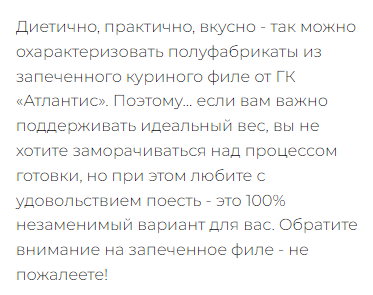 Диетично, практично, вкусно - так можно
охарактеризовать полуфабрикаты из
запеченного куриного филе от ГК
«Атлантис». Поэтому... если вам важно
поддерживать идеальный вес, вы не
хотите заморачиваться над процессом
готовки, но при этом любите с
удовольствием поесть - это 100%
незаменимый вариант для вас. Обратите
внимание на запеченное филе - не
пожалеете!